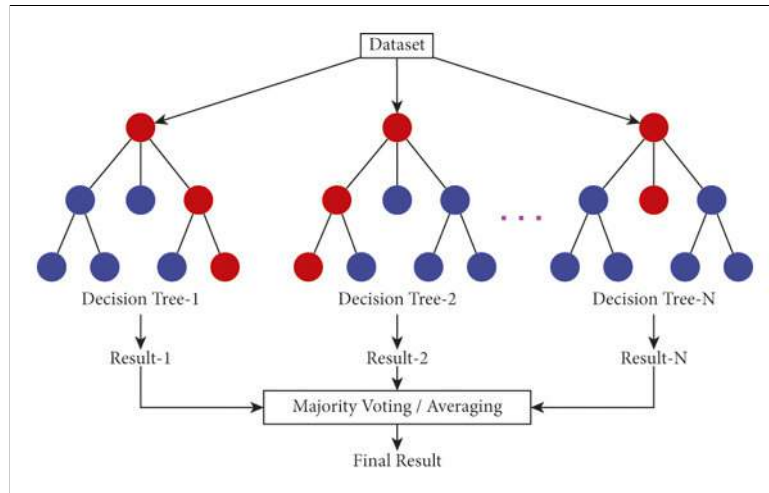 Dataset
Decision Tree-1
Decision Tree-2
Decision Tree-N
Result-1
Result-2
Result-N
Majority Voting / Averaging
Final Result